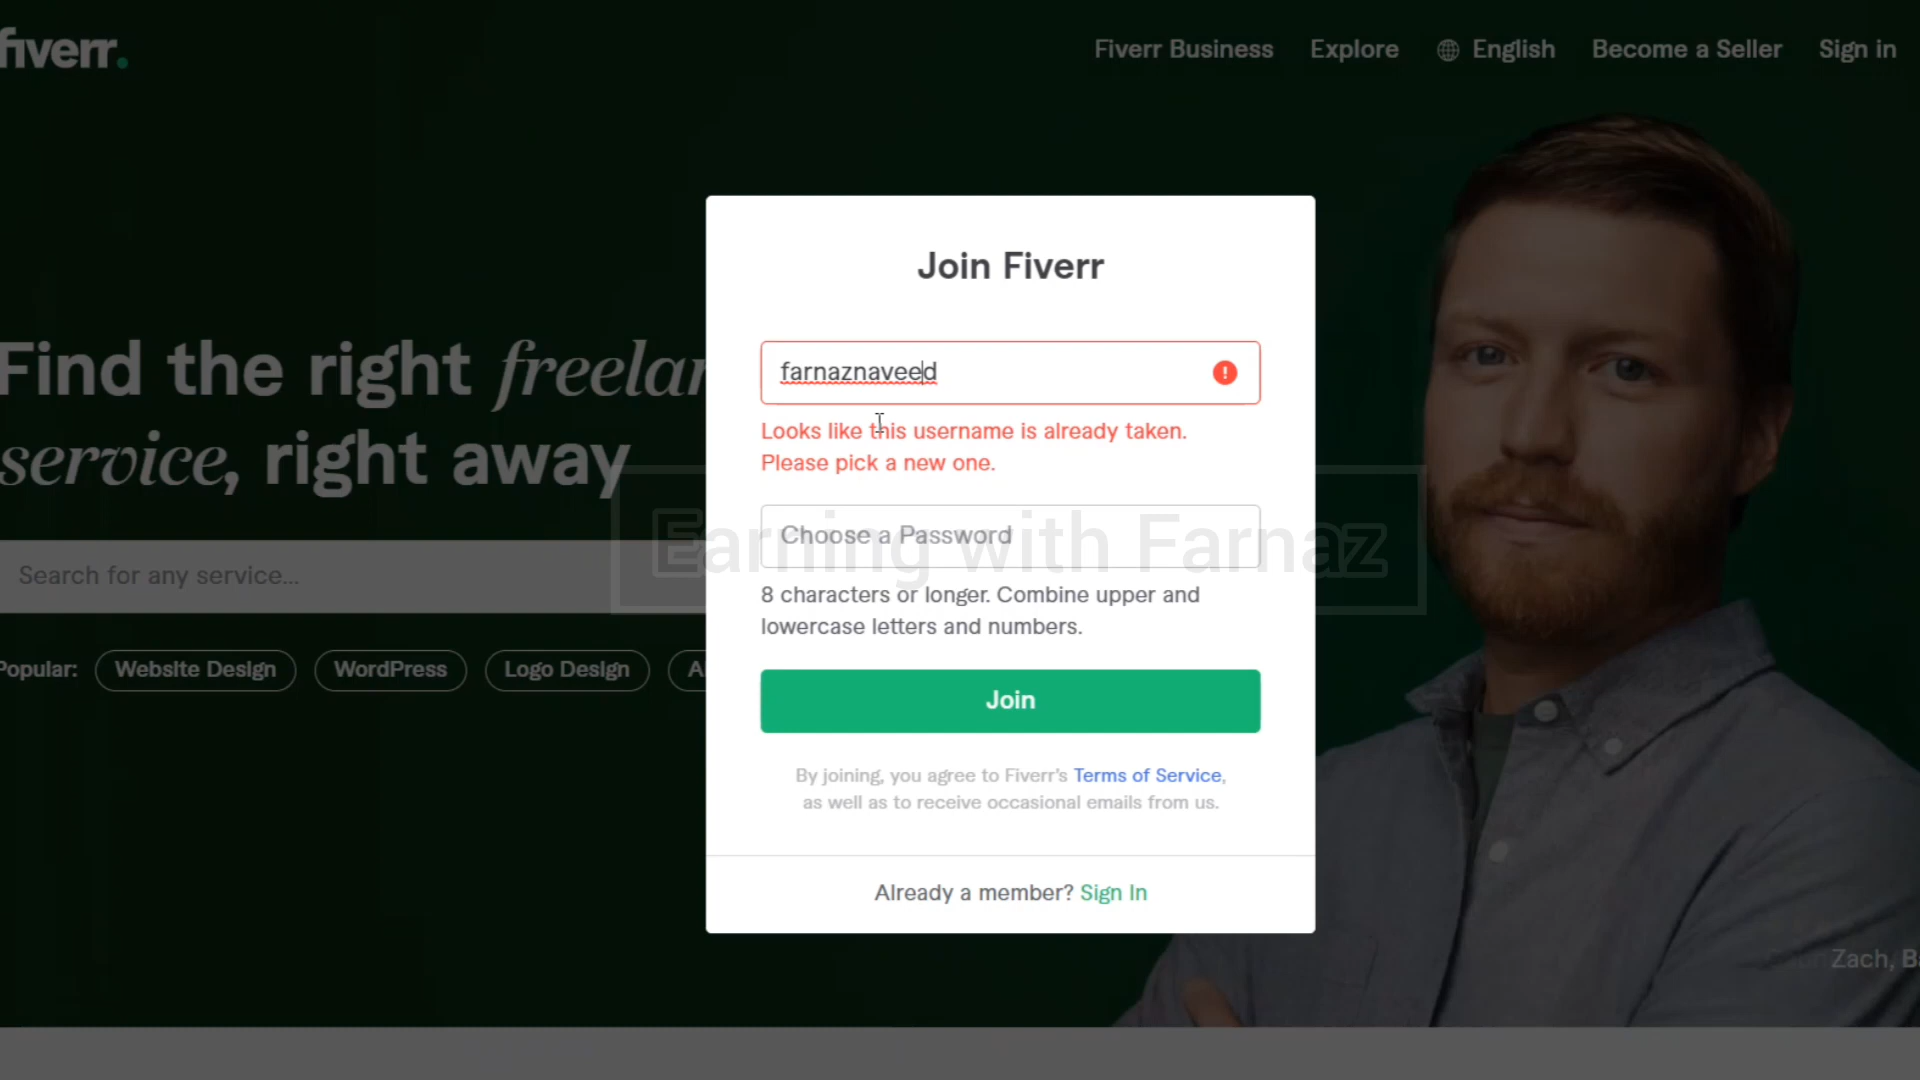 fiverr.
Fiverr Business
Explore
English
Become a Seller
Sign in
Find the right freelan
service, right away
Search for any service...
Popular:
Website Design
WordPress
Logo Design
Join Fiverr
farnaznaveed
Looks like this username is already taken.
Please pick a new one.
Choose a Password
Earning with Farnaz
8 characters or longer. Combine upper and
lowercase letters and numbers.
Join
By joining, you agree to Fiverr's Terms of Service,
as well as to receive occasional emails from us.
Already a member? Sign In
Zach,